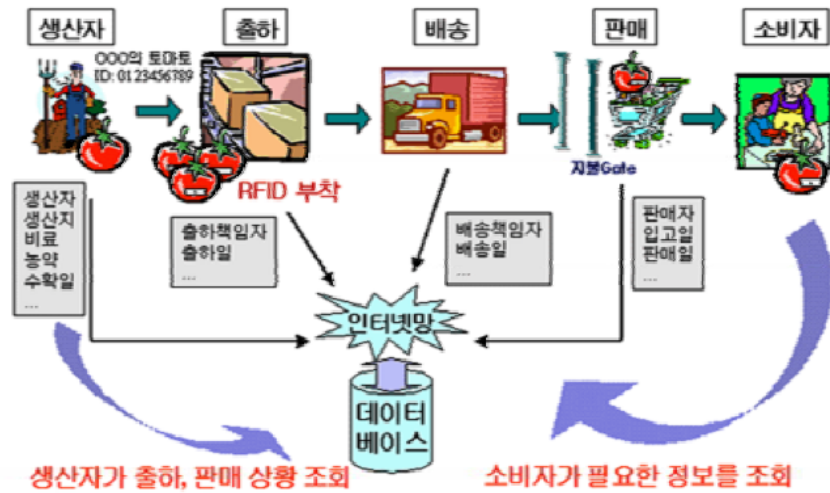 생산자
출하
배송
판매
소비자
OOO의 토마토
ID: 0123456789
RFID 부착
지불Gate
생산자
생산지
비료
농약
수확일
...
출하책임자
출하일
...
배송책임자
배송일
...
판매자
입고일
판매일
...
인터넷망
데이터
베이스
생산자가 출하, 판매 상황 조회
소비자가 필요한 정보를 조회